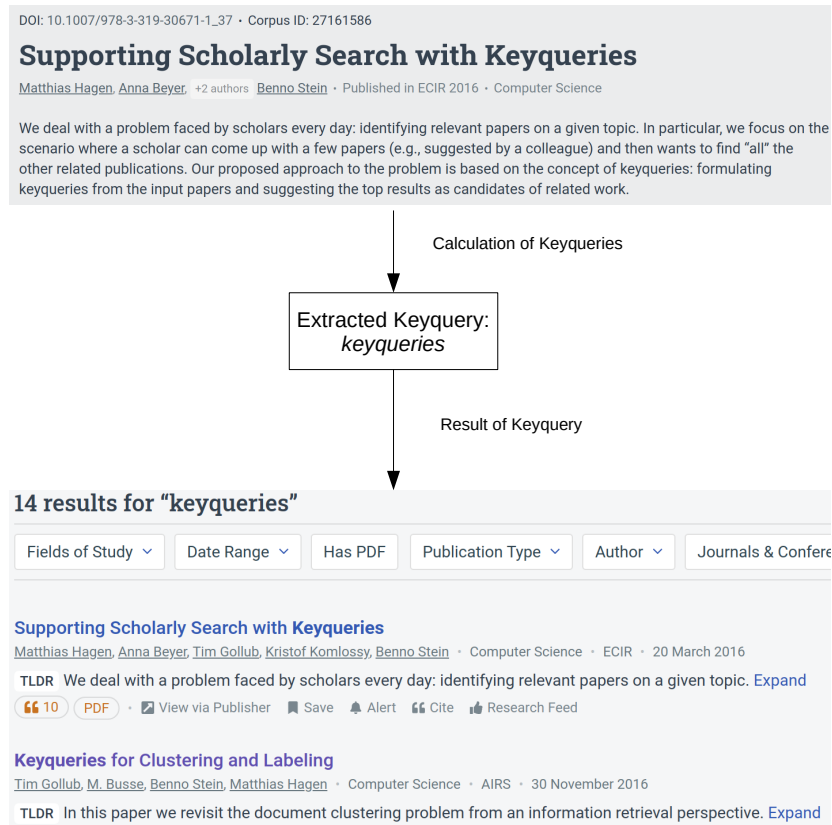 DOI: 10.1007/978-3-319-30671-1_37 • Corpus ID: 27161586
Supporting Scholarly Search with Keyqueries
Matthias Hagen, Anna Beyer, +2 authors Benno Stein • Published in ECIR 2016 • Computer Science
We deal with a problem faced by scholars every day: identifying relevant papers on a given topic. In particular, we focus on the
scenario where a scholar can come up with a few papers (e.g., suggested by a colleague) and then wants to find “all” the
other related publications. Our proposed approach to the problem is based on the concept of keyqueries: formulating
keyqueries from the input papers and suggesting the top results as candidates of related work.
Calculation of Keyqueries
Extracted Keyquery:
keyqueries
Result of Keyquery
14 results for “keyqueries”
Fields of Study Date Range Has PDF Publication Type Author Journals & Confere
Supporting Scholarly Search with Keyqueries
Matthias Hagen, Anna Beyer, Tim Gollub, Kristof Komlossy, Benno Stein • Computer Science • ECIR • 20 March 2016
TLDR We deal with a problem faced by scholars every day: identifying relevant papers on a given topic. Expand
10 PDF • View via Publisher Save Alert Cite Research Feed
Keyqueries for Clustering and Labeling
Tim Gollub, M. Busse, Benno Stein, Matthias Hagen • Computer Science • AIRS • 30 November 2016
TLDR In this paper we revisit the document clustering problem from an information retrieval perspective. Expand